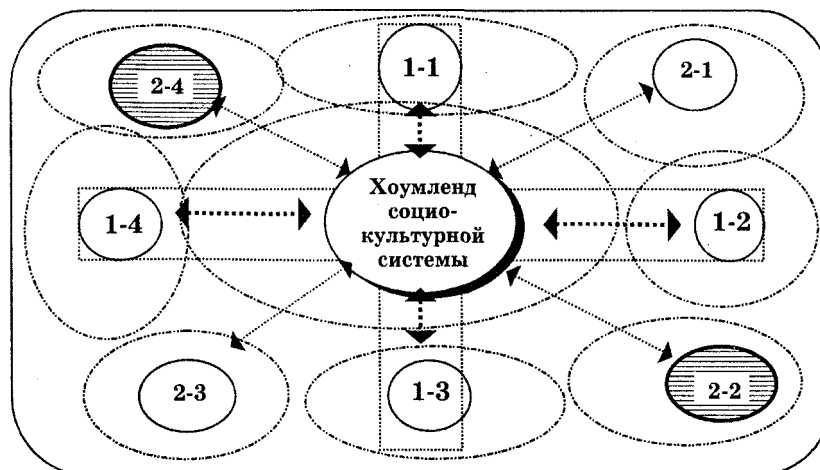 2-4
1-1
2-1
1-4
Хоумленд
социо-
культурной
системы
1-2
2-3
1-3
2-2